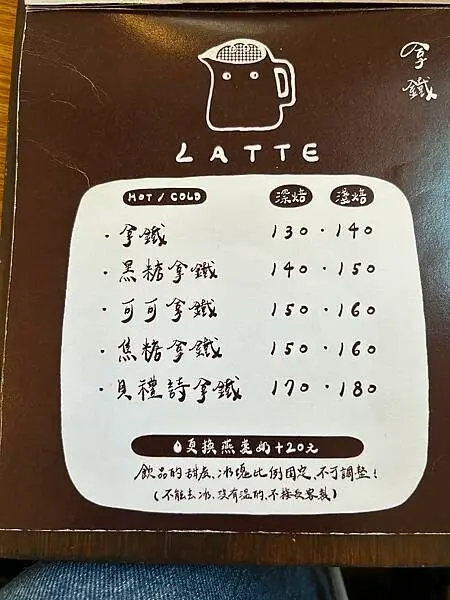 拿鐵
LATTE
HOT / COLD 深焙 淺焙
·拿鐵 130·140
·黑糖拿鐵 140·150
·可可拿鐵 150·160
·焦糖拿鐵 150·160
·貝禮詩拿鐵 170·180
更換燕麥奶+20元
飲品的甜度、冰塊比例固定、不可調整!
(不能去冰、沒有溫的、不接受客製)